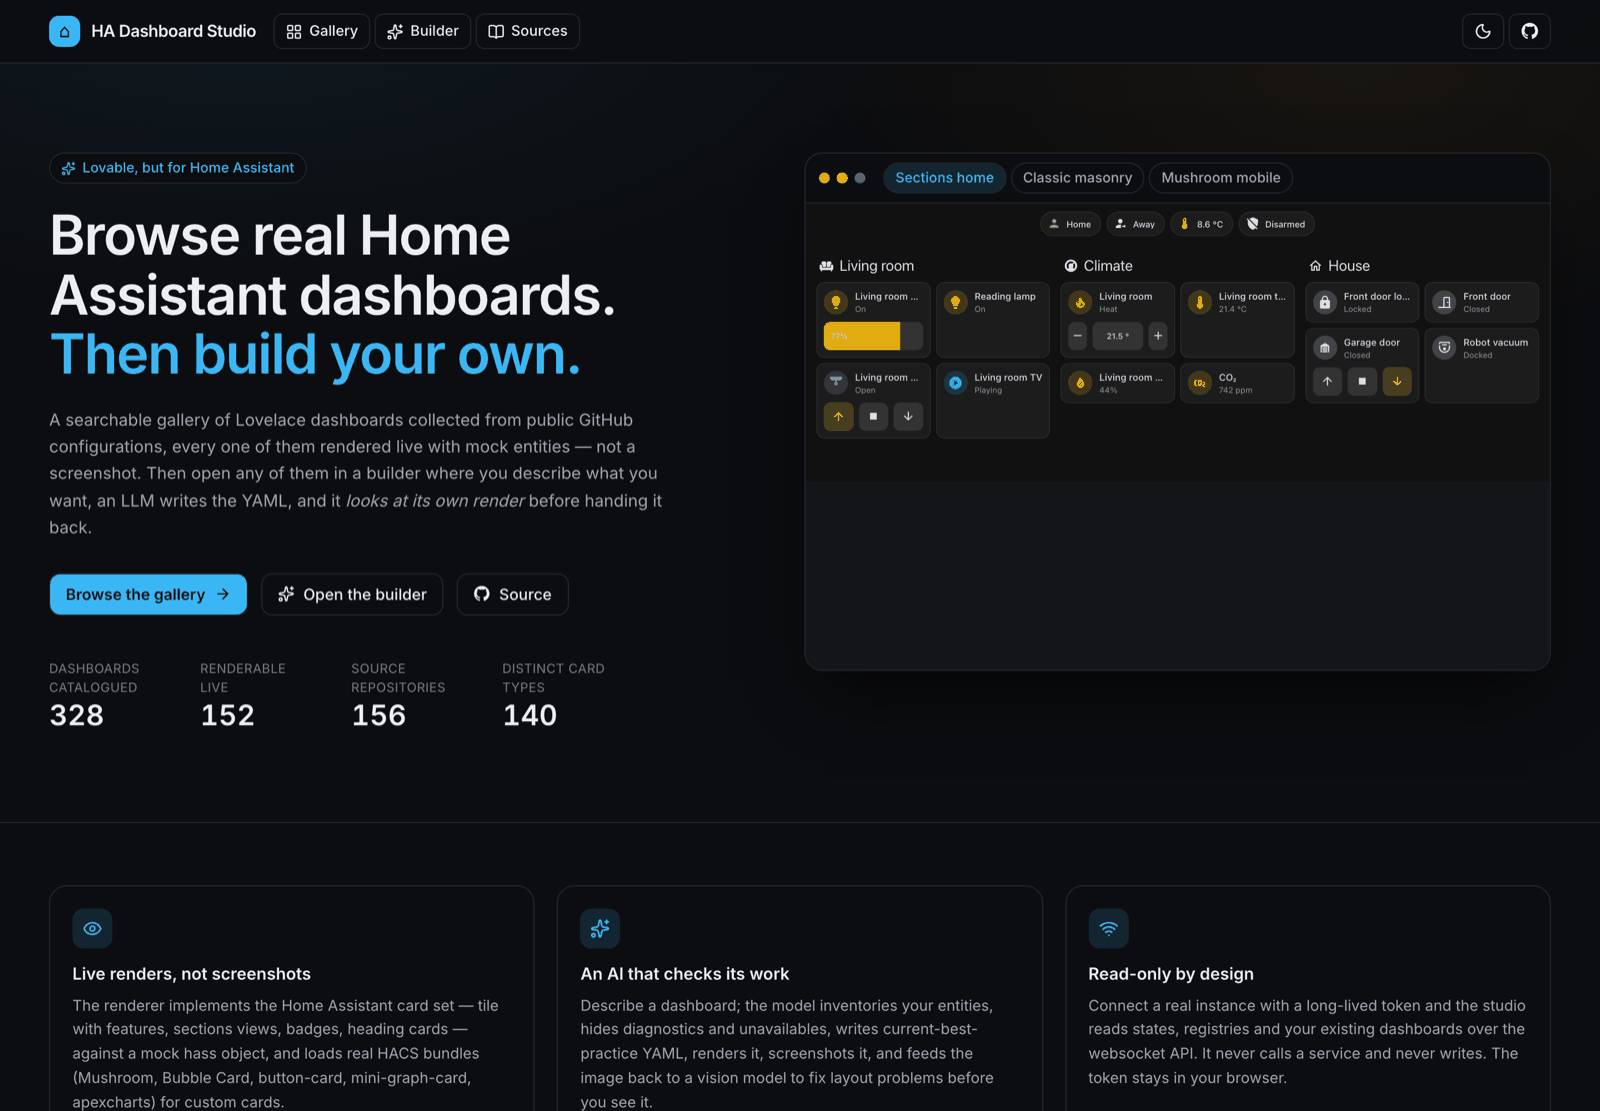 HA Dashboard Studio
Gallery
Builder
Sources
Lovable, but for Home Assistant
Browse real Home
Assistant dashboards.
Then build your own.
A searchable gallery of Lovelace dashboards collected from public GitHub
configurations, every one of them rendered live with mock entities — not a
screenshot. Then open any of them in a builder where you describe what you
want, an LLM writes the YAML, and it looks at its own render before handing it
back.
Browse the gallery
Open the builder
Source
DASHBOARDS
CATALOGUED
328
RENDERABLE
LIVE
152
SOURCE
REPOSITORIES
156
DISTINCT CARD
TYPES
140
Sections home
Classic masonry
Mushroom mobile
Home
Away
8.6 °C
Disarmed
Living room
Living room ...
On
77%
Reading lamp
On
Living room ...
Open
Living room TV
Playing
Climate
Living room
Heat
21.5 °
Living room t...
21.4 °C
Living room ...
44%
CO₂
742 ppm
House
Front door lo...
Locked
Front door
Closed
Garage door
Closed
Robot vacuum
Docked
Live renders, not screenshots
The renderer implements the Home Assistant card set — tile
with features, sections views, badges, heading cards —
against a mock hass object, and loads real HACS bundles
(Mushroom, Bubble Card, button-card, mini-graph-card,
apexcharts) for custom cards.
An AI that checks its work
Describe a dashboard; the model inventories your entities,
hides diagnostics and unavailables, writes current-best-
practice YAML, renders it, screenshots it, and feeds the
image back to a vision model to fix layout problems before
you see it.
Read-only by design
Connect a real instance with a long-lived token and the studio
reads states, registries and your existing dashboards over the
websocket API. It never calls a service and never writes. The
token stays in your browser.